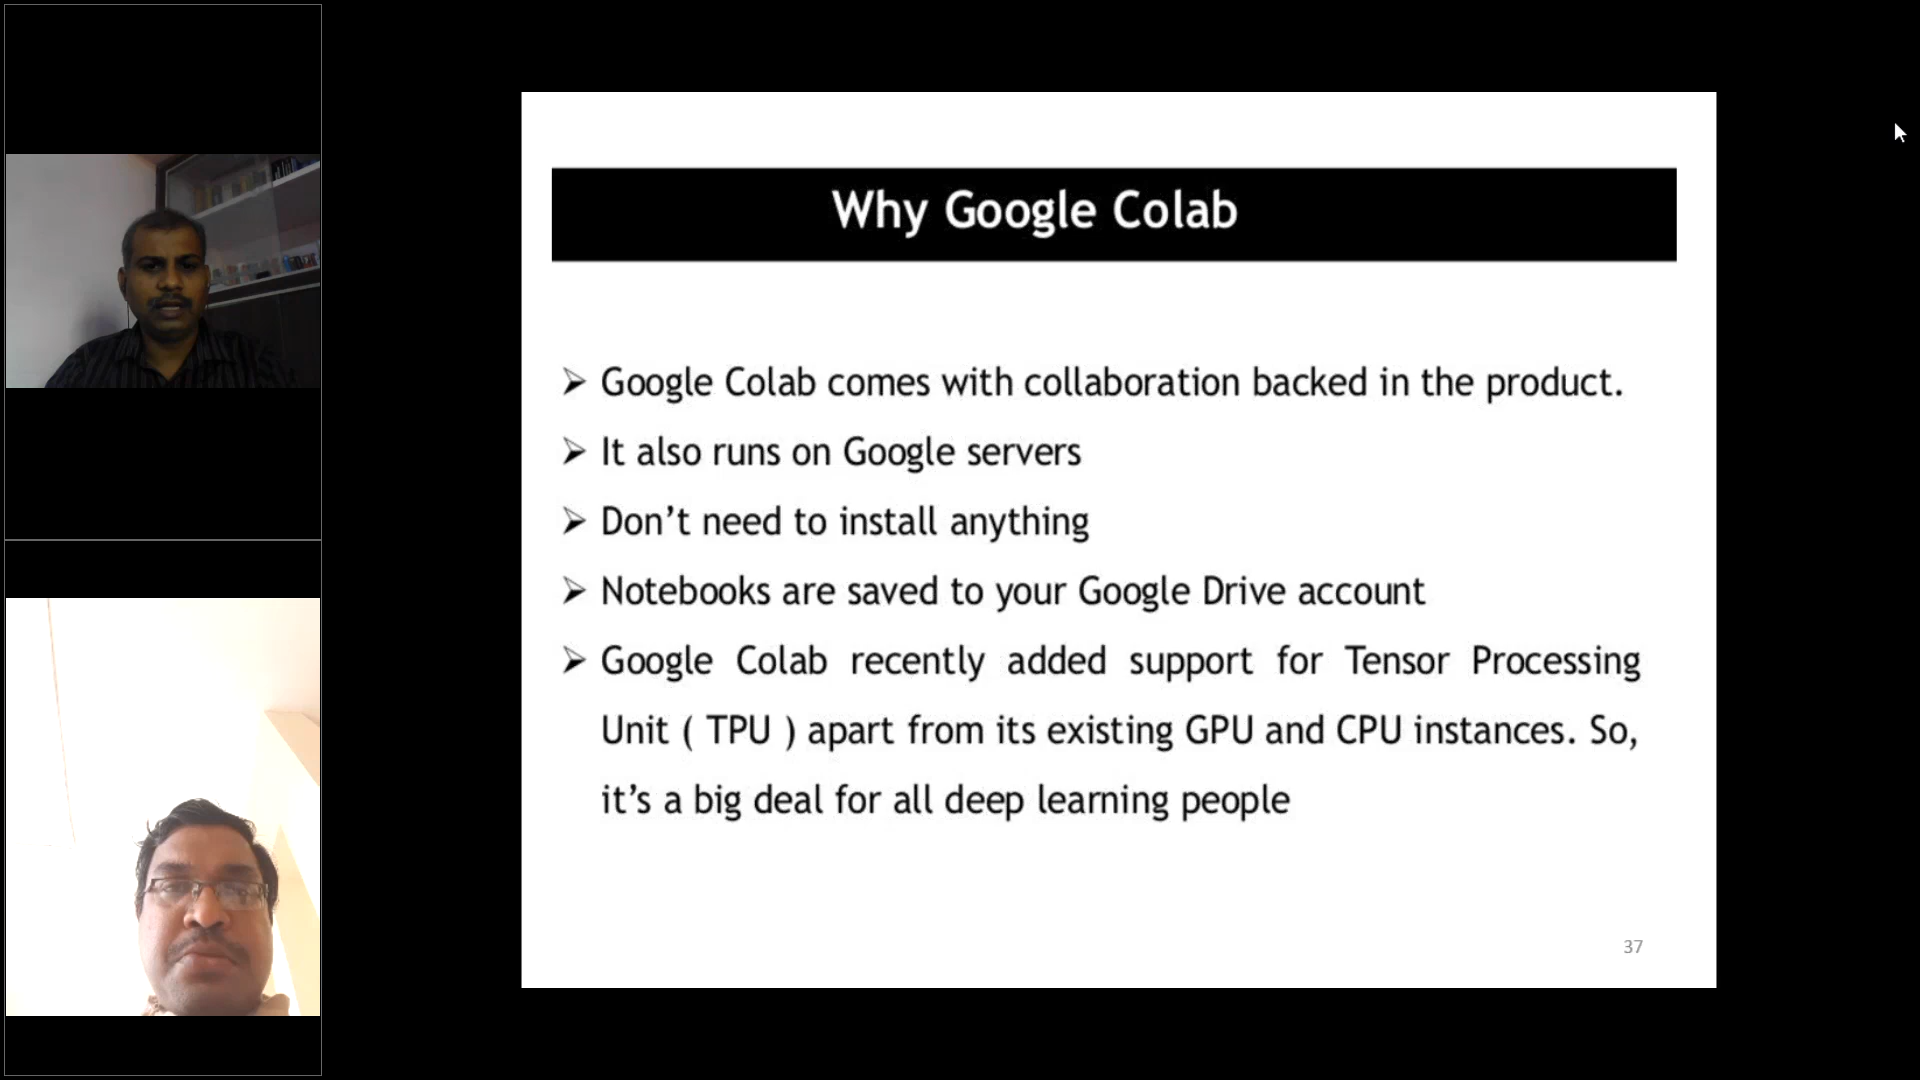 Why Google Colab
➢ Google Colab comes with collaboration backed in the product.
➢ It also runs on Google servers
➢ Don’t need to install anything
➢ Notebooks are saved to your Google Drive account
➢ Google Colab recently added support for Tensor Processing
Unit ( TPU ) apart from its existing GPU and CPU instances. So,
it’s a big deal for all deep learning people
37